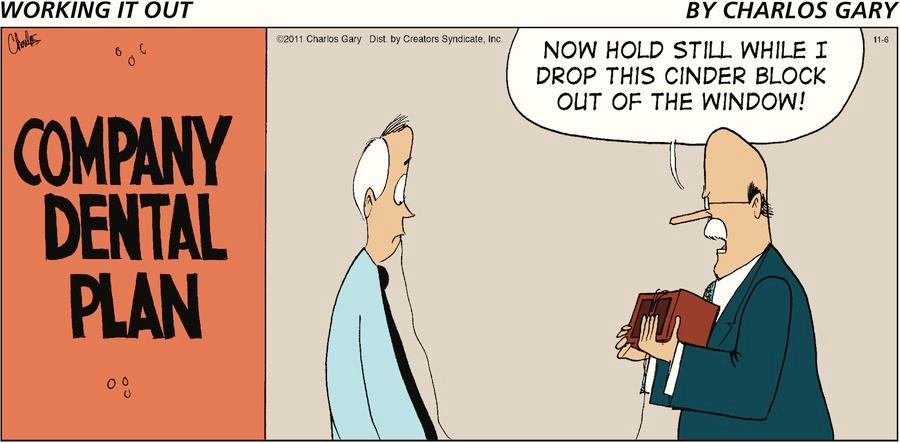 WORKING IT OUT
BY CHARLOS GARY
Charlos
COMPANY
DENTAL
PLAN
©2011 Charlos Gary Dist. by Creators Syndicate, Inc.
11-6
NOW HOLD STILL WHILE I
DROP THIS CINDER BLOCK
OUT OF THE WINDOW!